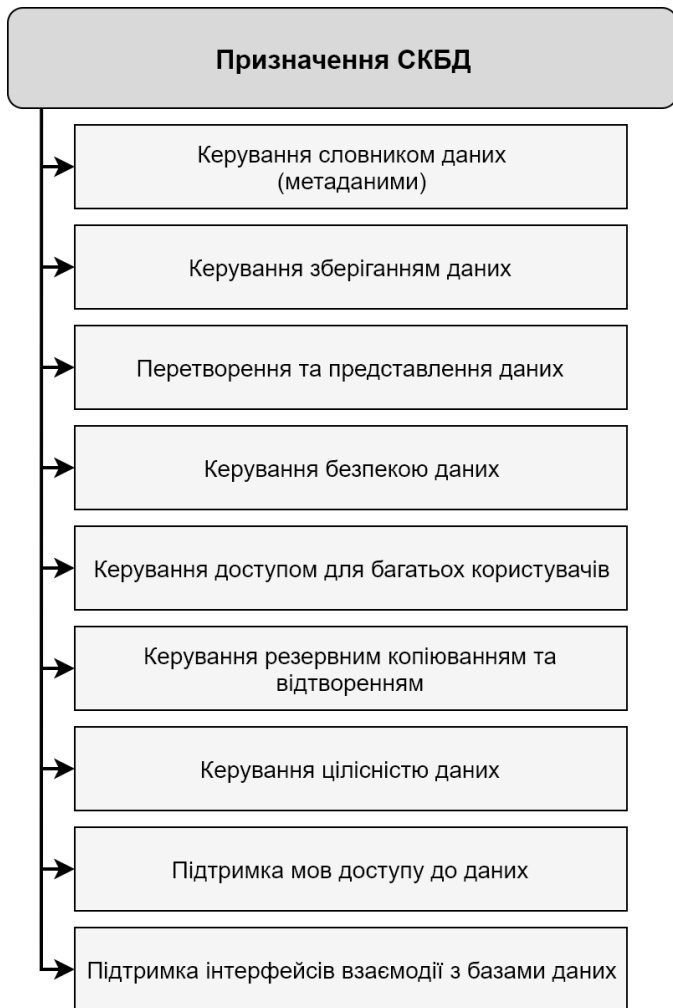 Призначення СКБД
Керування словником даних
(метаданими)
Керування зберіганням даних
Перетворення та представлення даних
Керування безпекою даних
Керування доступом для багатьох користувачів
Керування резервним копіюванням та
відтворенням
Керування цілісністю даних
Підтримка мов доступу до даних
Підтримка інтерфейсів взаємодії з базами даних